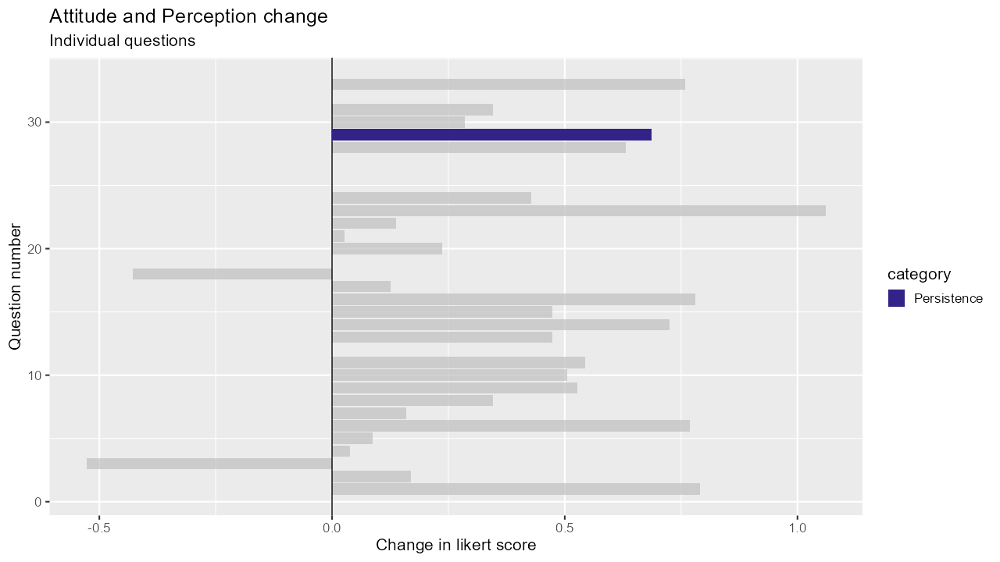 Attitude and Perception change
Individual questions
30
20
10
0
Question number
-0.5
0.0
0.5
1.0
Change in likert score
category
Persistence